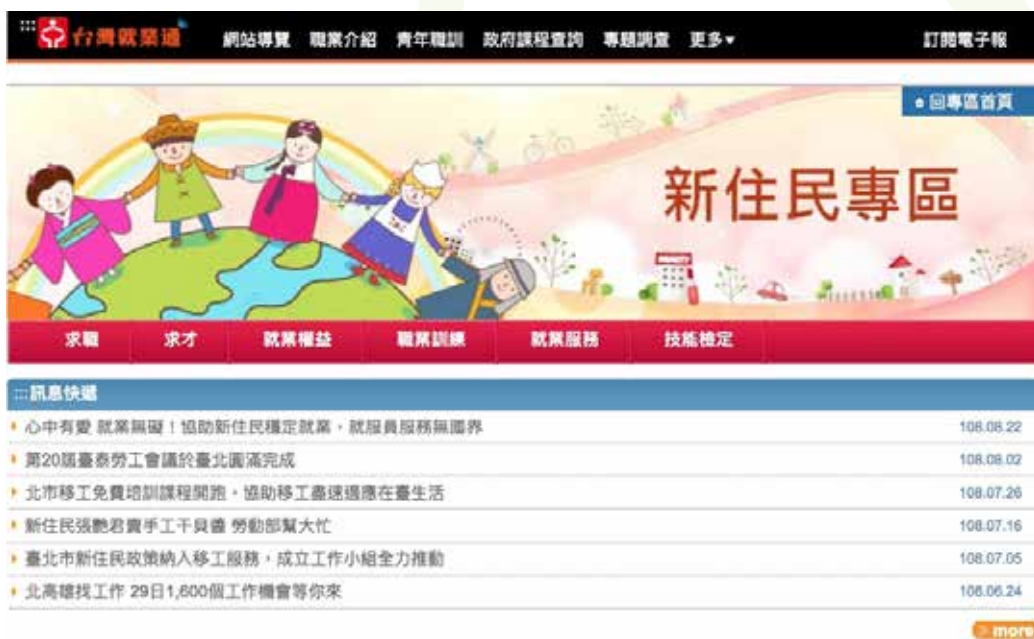 台灣就業通 網站導覽 職業介紹 青年職訓 政府課程查詢 專題調查 更多▾ 訂閱電子報
回專區首頁
新住民專區
求職 求才 就業權益 職業訓練 就業服務 技能檢定
:::訊息快遞
心中有愛 就業無礙！協助新住民穩定就業，就服員服務無國界 108.08.22
第20屆臺泰勞工會議於臺北圓滿完成 108.08.02
北市移工免費培訓課程開跑，協助移工盡速適應在臺生活 108.07.26
新住民張艷君賣手工干貝醬 勞動部幫大忙 108.07.16
臺北市新住民政策納入移工服務，成立工作小組全力推動 108.07.05
北高雄找工作 29日1,600個工作機會等你來 108.06.24
more